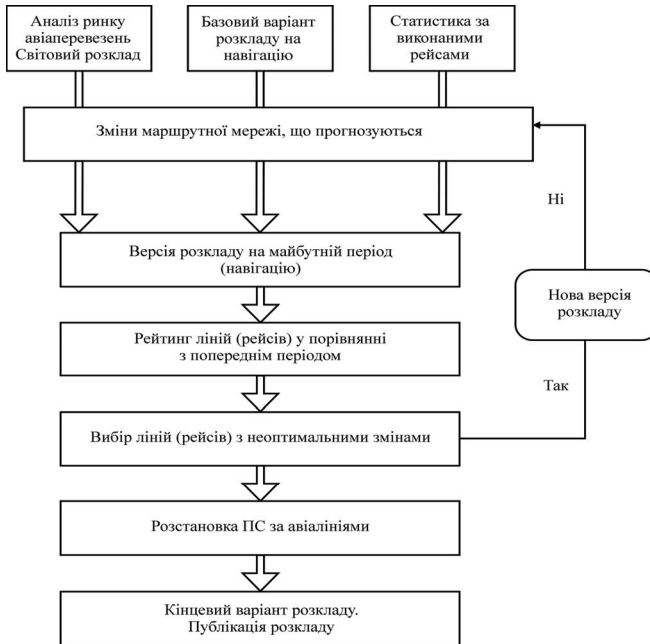 Аналіз ринку
авіаперевезень
Світовий розклад
Базовий варіант
розкладу на
навігацію
Статистика за
виконаними
рейсами
Зміни маршрутної мережі, що прогнозуються
Ні
Версія розкладу на майбутній період
(навігацію)
Нова версія
розкладу
Рейтинг ліній (рейсів) у порівнянні
з попереднім періодом
Так
Вибір ліній (рейсів) з неоптимальними змінами
Розстановка ПС за авіалініями
Кінцевий варіант розкладу.
Публікація розкладу